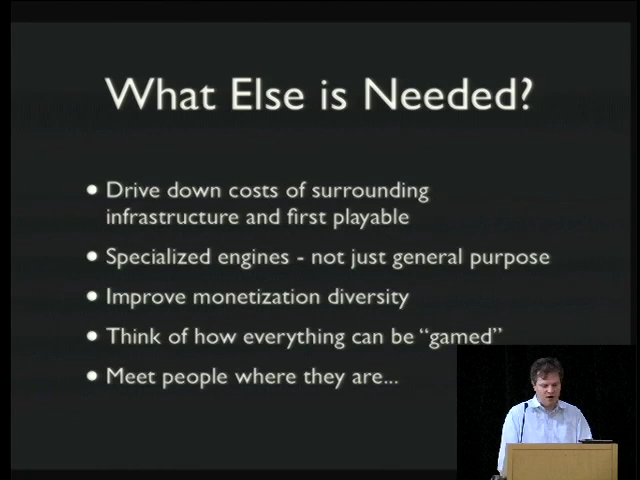 What Else is Needed?
• Drive down costs of surrounding
infrastructure and first playable
• Specialized engines - not just general purpose
• Improve monetization diversity
• Think of how everything can be “gamed”
• Meet people where they are...